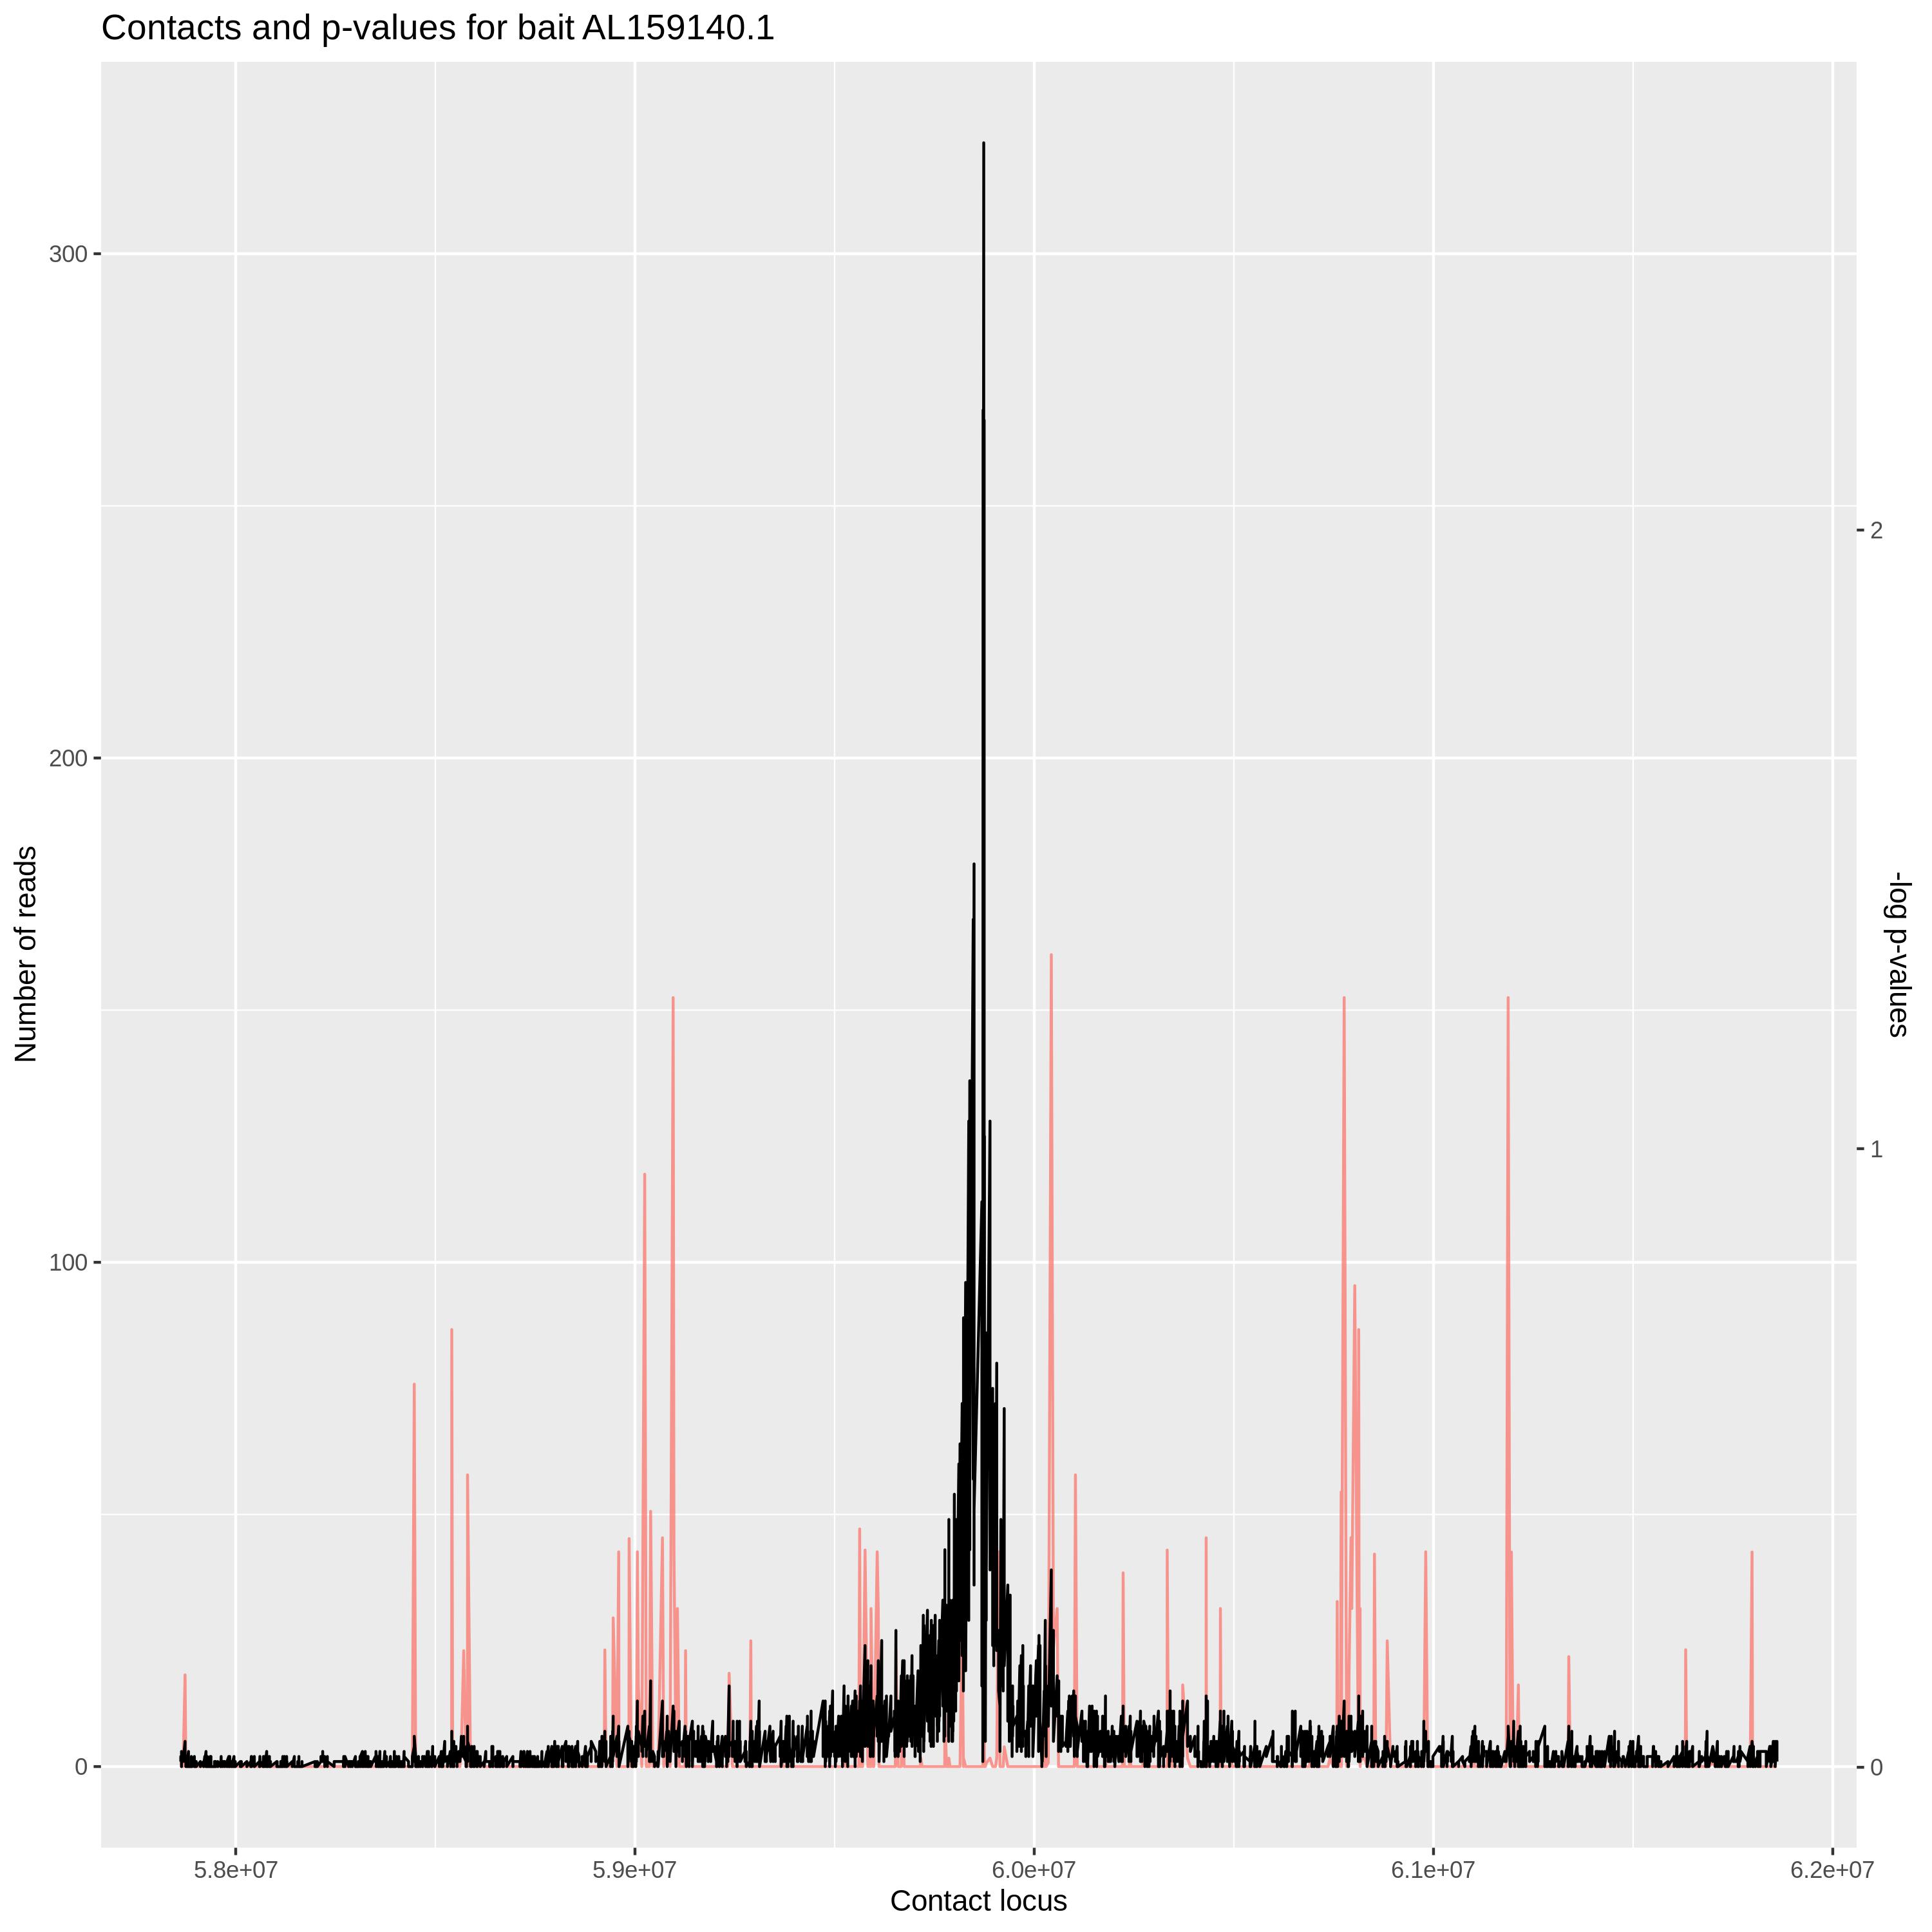 Contacts and p-values for bait AL159140.1
300
200
100
0
Number of reads
2
1
0
-log p-values
5.8e+07 5.9e+07 6.0e+07 6.1e+07 6.2e+07
Contact locus